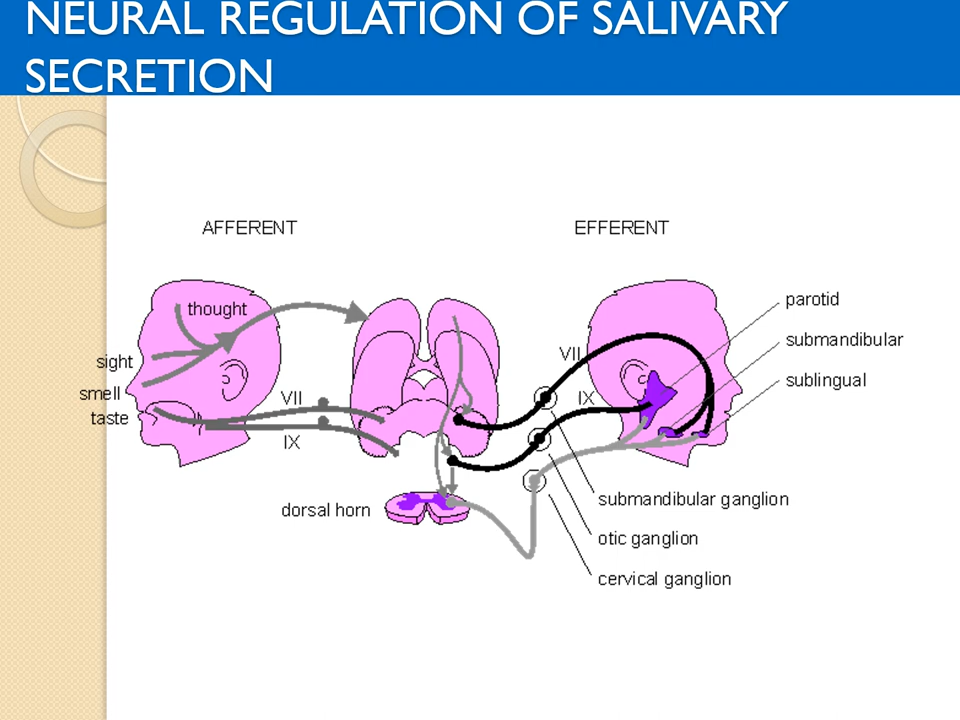 NEURAL REGULATION OF SALIVARY
SECRETION
AFFERENT
EFFERENT
thought
sight
smell
taste
VII
IX
dorsal horn
VII
IX
parotid
submandibular
sublingual
submandibular ganglion
otic ganglion
cervical ganglion